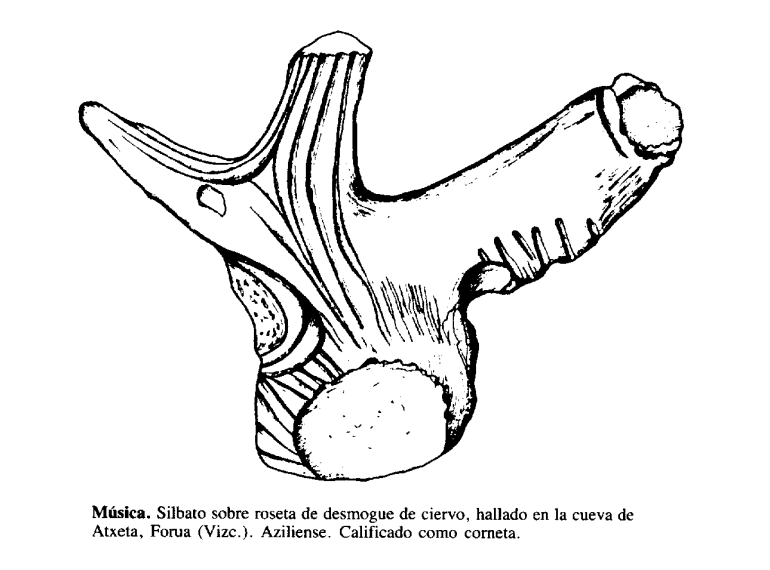 Música. Silbato sobre roseta de desmogue de ciervo, hallado en la cueva de
Atxeta, Forua (Vizc.). Aziliense. Calificado como corneta.